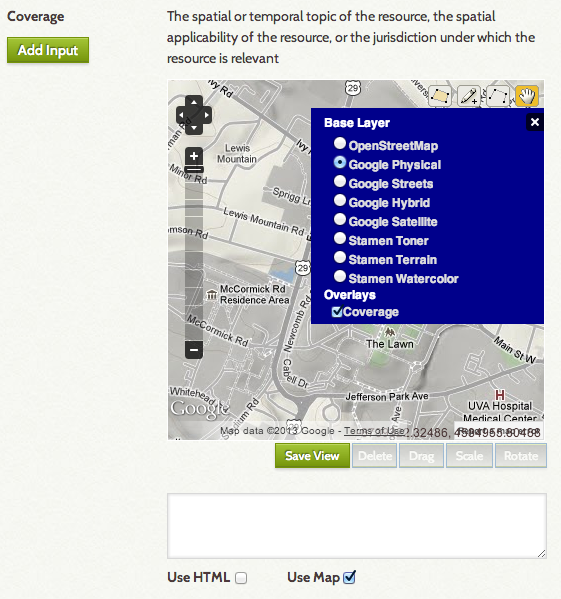 Coverage
Add Input
The spatial or temporal topic of the resource, the spatial
applicability of the resource, or the jurisdiction under which the
resource is relevant
29
Ivy Rd
Lewis
Mountain
Minor Rd
Sprigg Ln
Lewis Mountain Rd
mson Rd
29
McCormick Rd
Residence Area
McCormick Rd
Newcomb Rd
Cabell Dr
The Lawn
Main St W
Jefferson Park Ave
Whitehead
UVA Hospital
Medical Center
Base Layer
OpenStreetMap
Google Physical
Google Streets
Google Hybrid
Google Satellite
Stamen Toner
Stamen Terrain
Stamen Watercolor
Overlays
Coverage
Google
Map data ©2013 Google - Terms of Use
Save View
Delete
Drag
Scale
Rotate
Use HTML
Use Map